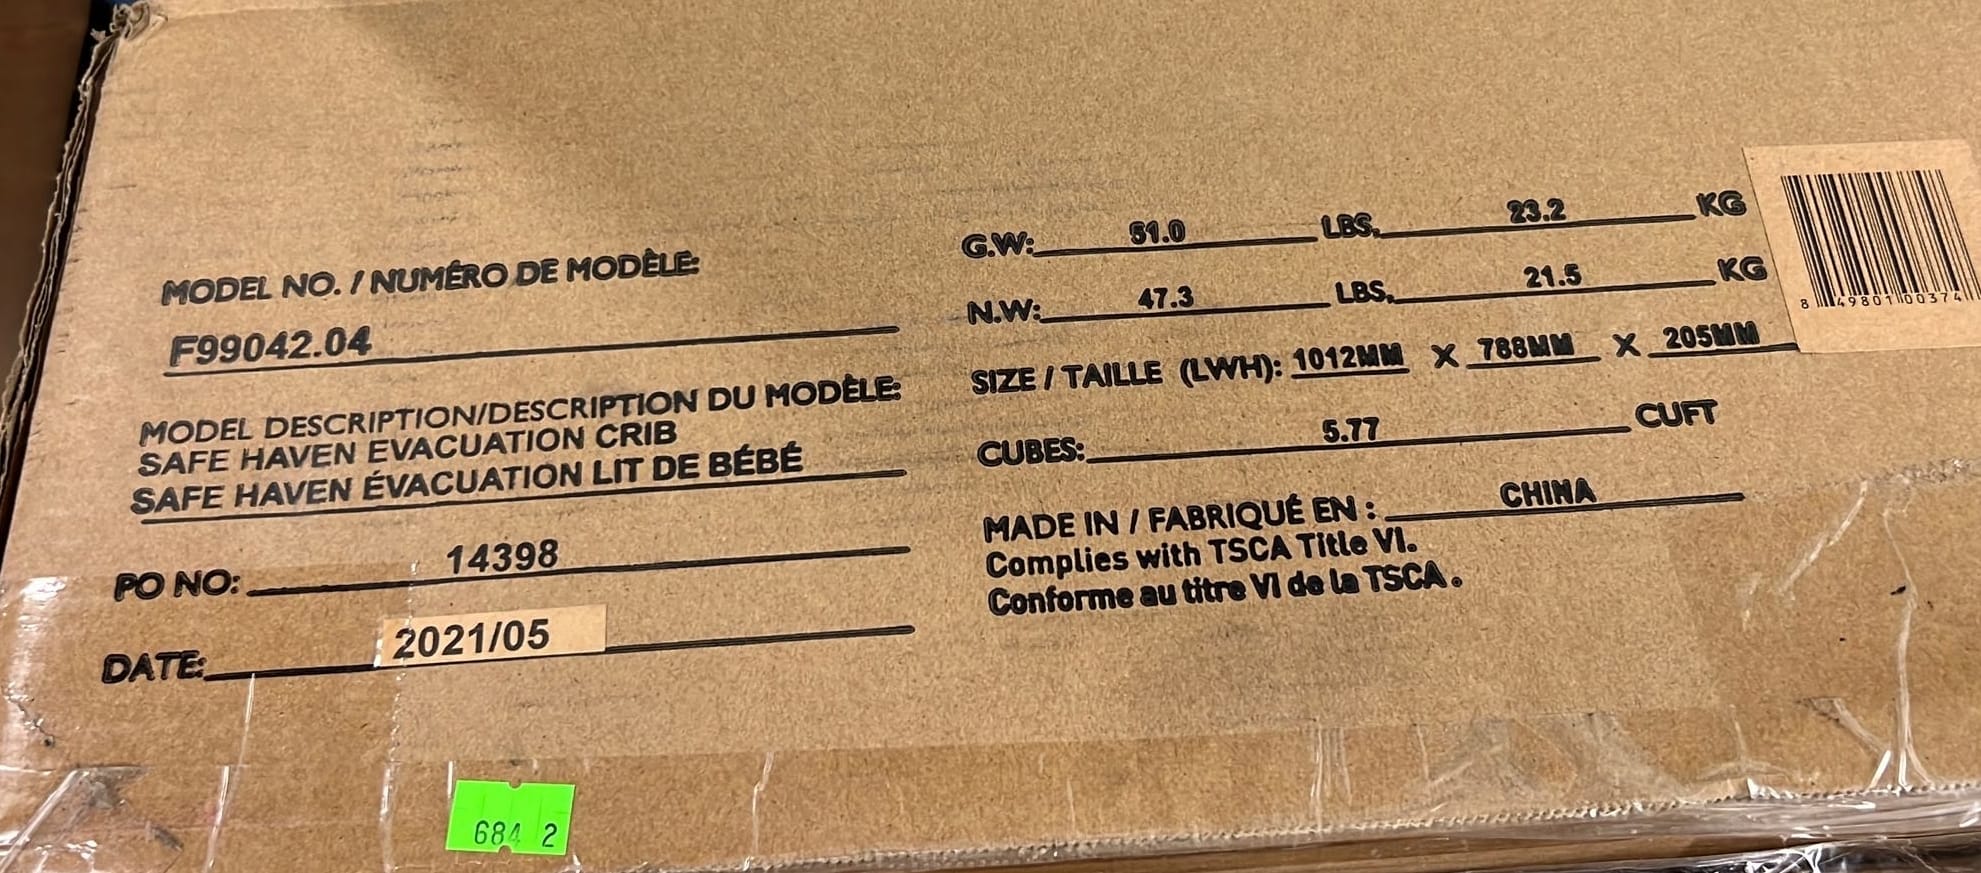 MODEL NO. / NUMÉRO DE MODÈLE:
F99042.04
MODEL DESCRIPTION/DESCRIPTION DU MODÈLE:
SAFE HAVEN EVACUATION CRIB
SAFE HAVEN ÉVACUATION LIT DE BÉBÉ
PO NO: 14398
DATE: 2021/05
G.W: 51.0 LBS. 23.2 KG
N.W: 47.3 LBS. 21.5 KG
SIZE / TAILLE (LWH): 1012MM X 788MM X 205MM
CUBES: 5.77 CUFT
MADE IN / FABRIQUÉ EN : CHINA
Complies with TSCA Title VI.
Conforme au titre VI de la TSCA.
8 49801 00374
684 2